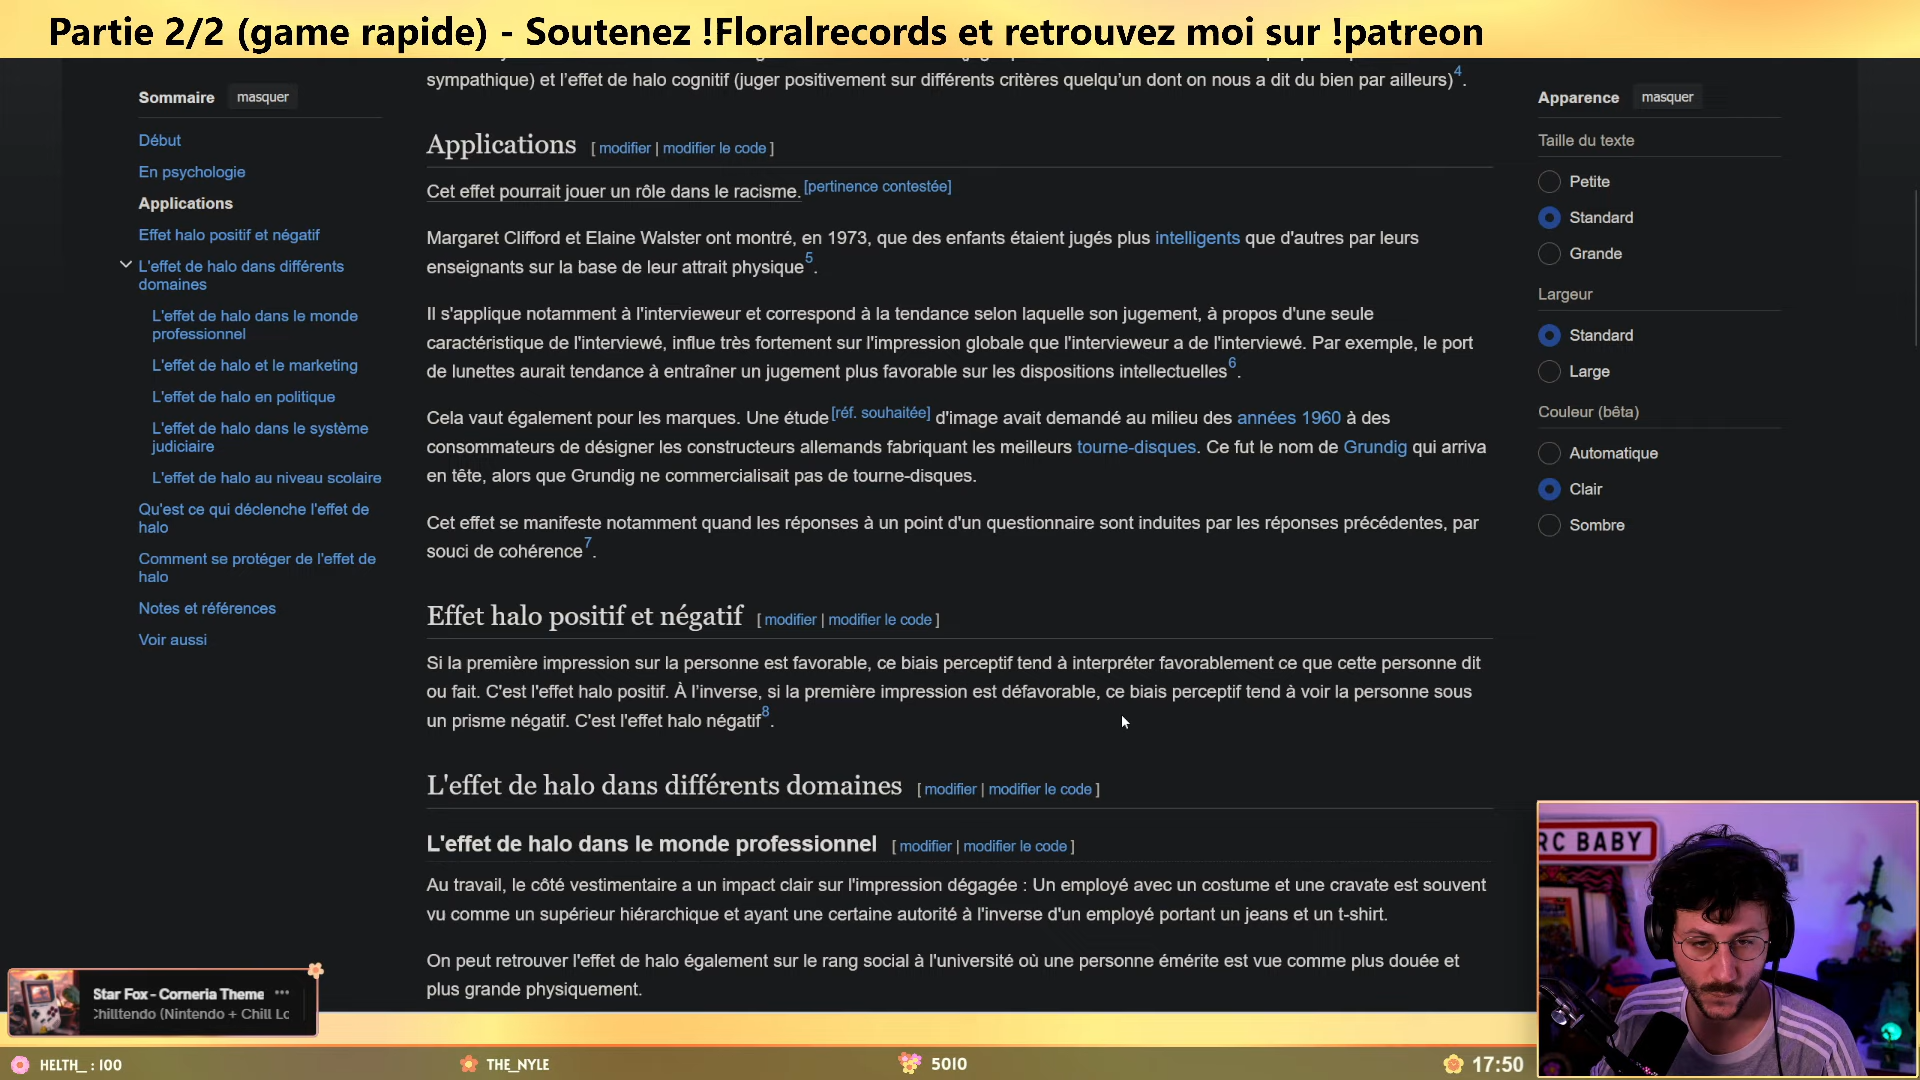 Partie 2/2 (game rapide) - Soutenez !Floralrecords et retrouvez moi sur !patreon
Sommaire masquer
Début
En psychologie
Applications
Effet halo positif et négatif
L'effet de halo dans différents
domaines
L'effet de halo dans le monde
professionnel
L'effet de halo et le marketing
L'effet de halo en politique
L'effet de halo dans le système
judiciaire
L'effet de halo au niveau scolaire
Qu'est ce qui déclenche l'effet de
halo
Comment se protéger de l'effet de
halo
Notes et références
Voir aussi
sympathique) et l’effet de halo cognitif (juger positivement sur différents critères quelqu’un dont on nous a dit du bien par ailleurs)4.
Applications [ modifier | modifier le code ]
Cet effet pourrait jouer un rôle dans le racisme.[pertinence contestée]
Margaret Clifford et Elaine Walster ont montré, en 1973, que des enfants étaient jugés plus intelligents que d'autres par leurs
enseignants sur la base de leur attrait physique5.
Il s'applique notamment à l'intervieweur et correspond à la tendance selon laquelle son jugement, à propos d'une seule
caractéristique de l'interviewé, influe très fortement sur l'impression globale que l'intervieweur a de l'interviewé. Par exemple, le port
de lunettes aurait tendance à entraîner un jugement plus favorable sur les dispositions intellectuelles6.
Cela vaut également pour les marques. Une étude[réf. souhaitée] d'image avait demandé au milieu des années 1960 à des
consommateurs de désigner les constructeurs allemands fabriquant les meilleurs tourne-disques. Ce fut le nom de Grundig qui arriva
en tête, alors que Grundig ne commercialisait pas de tourne-disques.
Cet effet se manifeste notamment quand les réponses à un point d'un questionnaire sont induites par les réponses précédentes, par
souci de cohérence7.
Effet halo positif et négatif [ modifier | modifier le code ]
Si la première impression sur la personne est favorable, ce biais perceptif tend à interpréter favorablement ce que cette personne dit
ou fait. C'est l'effet halo positif. À l’inverse, si la première impression est défavorable, ce biais perceptif tend à voir la personne sous
un prisme négatif. C'est l'effet halo négatif8.
L'effet de halo dans différents domaines [ modifier | modifier le code ]
L'effet de halo dans le monde professionnel [ modifier | modifier le code ]
Au travail, le côté vestimentaire a un impact clair sur l'impression dégagée : Un employé avec un costume et une cravate est souvent
vu comme un supérieur hiérarchique et ayant une certaine autorité à l'inverse d'un employé portant un jeans et un t-shirt.
On peut retrouver l'effet de halo également sur le rang social à l'université où une personne émérite est vue comme plus douée et
plus grande physiquement.
Apparence masquer
Taille du texte
Petite
Standard
Grande
Largeur
Standard
Large
Couleur (bêta)
Automatique
Clair
Sombre
RC BABY
Star Fox - Corneria Theme ...
Chilltendo (Nintendo + Chill Lo
HELTH_ : 100
THE_NYLE
5010
17:50